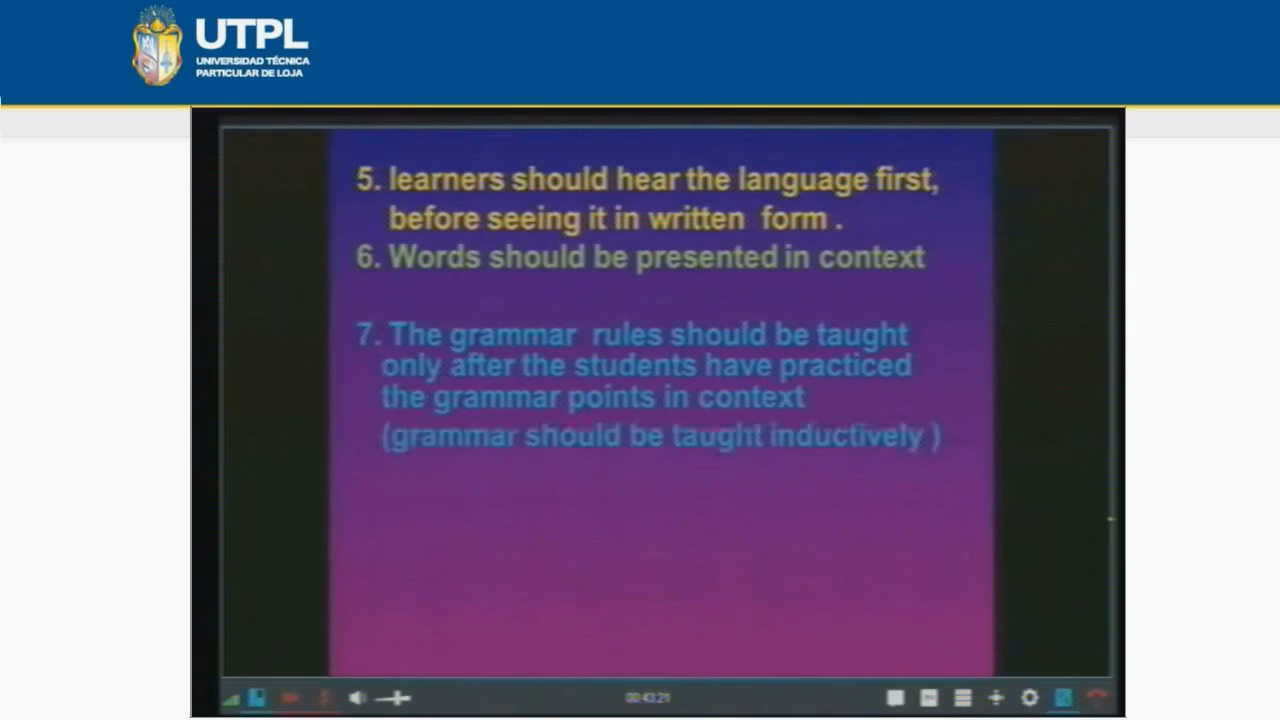 UTPL
UNIVERSIDAD TÉCNICA
PARTICULAR DE LOJA
5. learners should hear the language first,
before seeing it in written form .
6. Words should be presented in context
7. The grammar rules should be taught
only after the students have practiced
the grammar points in context
(grammar should be taught inductively )
00:43:21